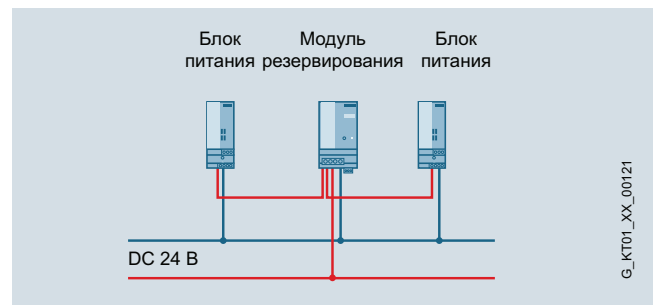 Блок питания
Модуль резервирования
Блок питания
DC 24 В
G_KT01_XX_00121